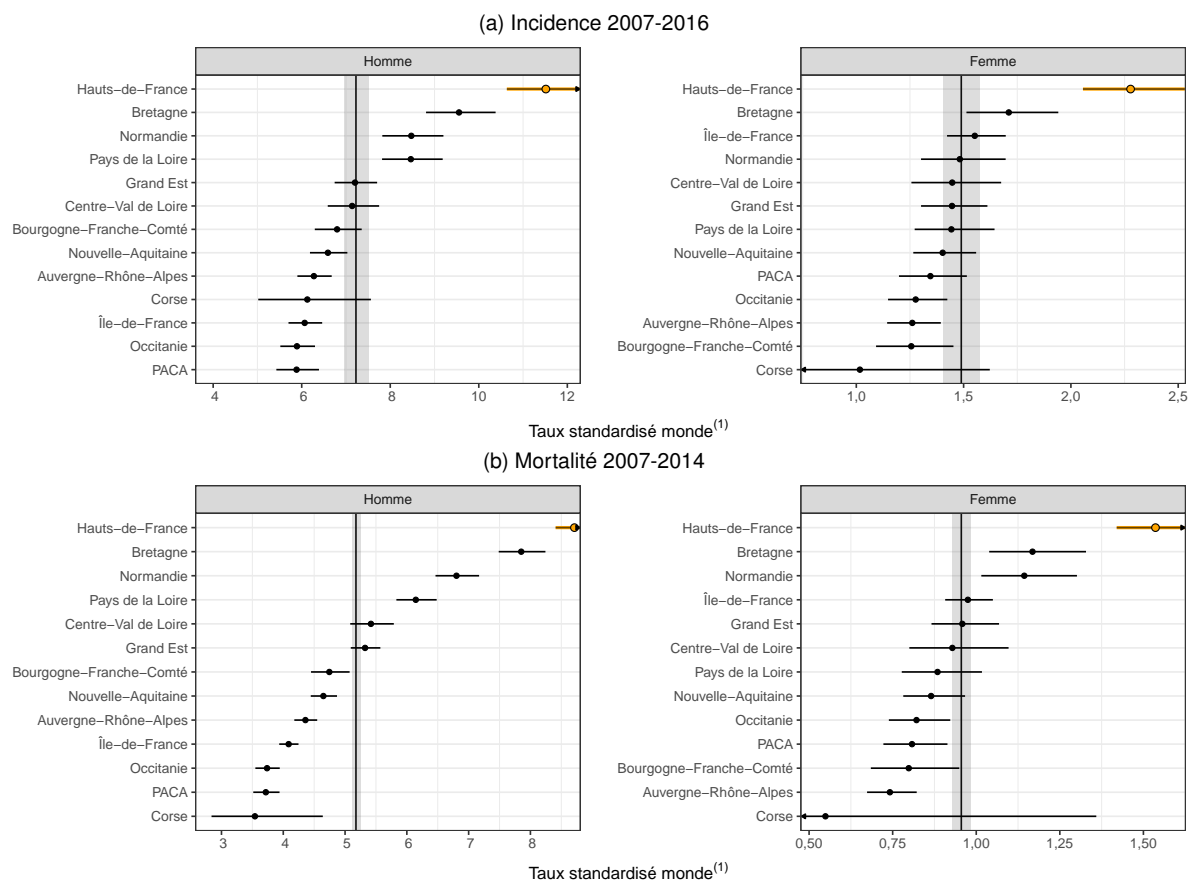 (a) Incidence 2007-2016
Homme
Hauts−de−France
Bretagne
Normandie
Pays de la Loire
Grand Est
Centre−Val de Loire
Bourgogne−Franche−Comté
Nouvelle−Aquitaine
Auvergne−Rhône−Alpes
Corse
Île−de−France
Occitanie
PACA
4 6 8 10 12
Femme
Hauts−de−France
Bretagne
Île−de−France
Normandie
Centre−Val de Loire
Grand Est
Pays de la Loire
Nouvelle−Aquitaine
PACA
Occitanie
Auvergne−Rhône−Alpes
Bourgogne−Franche−Comté
Corse
1,0 1,5 2,0 2,5
Taux standardisé monde(1)
(b) Mortalité 2007-2014
Homme
Hauts−de−France
Bretagne
Normandie
Pays de la Loire
Centre−Val de Loire
Grand Est
Bourgogne−Franche−Comté
Nouvelle−Aquitaine
Auvergne−Rhône−Alpes
Île−de−France
Occitanie
PACA
Corse
3 4 5 6 7 8
Femme
Hauts−de−France
Bretagne
Normandie
Île−de−France
Grand Est
Centre−Val de Loire
Pays de la Loire
Nouvelle−Aquitaine
Occitanie
PACA
Bourgogne−Franche−Comté
Auvergne−Rhône−Alpes
Corse
0,50 0,75 1,00 1,25 1,50
Taux standardisé monde(1)